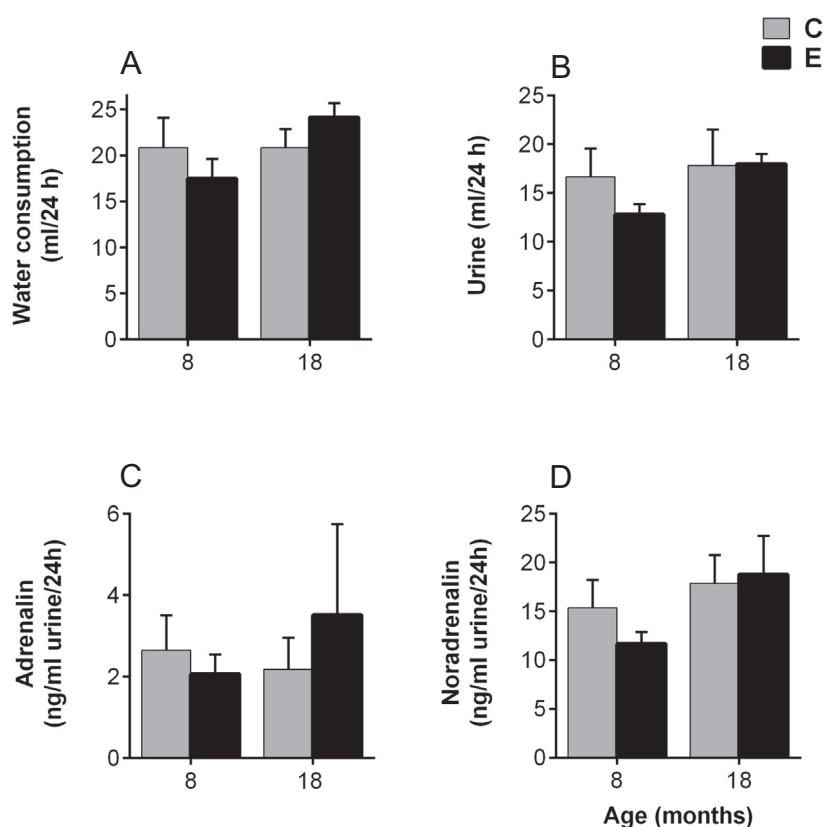 C
E
A
Water consumption
(ml/24 h)
25
20
15
10
5
0
8
18
B
Urine (ml/24 h)
25
20
15
10
5
0
8
18
C
Adrenalin
(ng/ml urine/24h)
6
4
2
0
8
18
D
Noradrenalin
(ng/ml urine/24h)
25
20
15
10
5
0
8
18
Age (months)